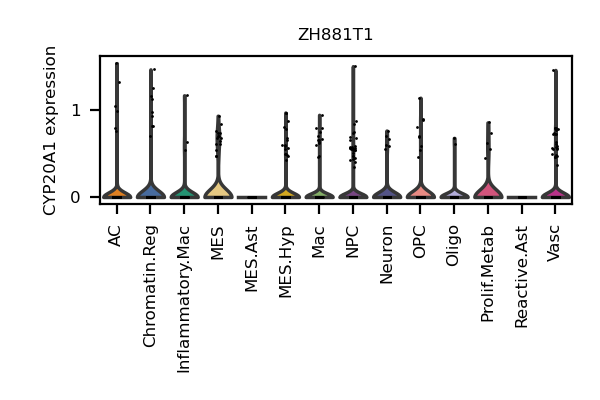 ZH881T1
CYP20A1 expression
1
0
AC
Chromatin.Reg
Inflammatory.Mac
MES
MES.Ast
MES.Hyp
Mac
NPC
Neuron
OPC
Oligo
Prolif.Metab
Reactive.Ast
Vasc